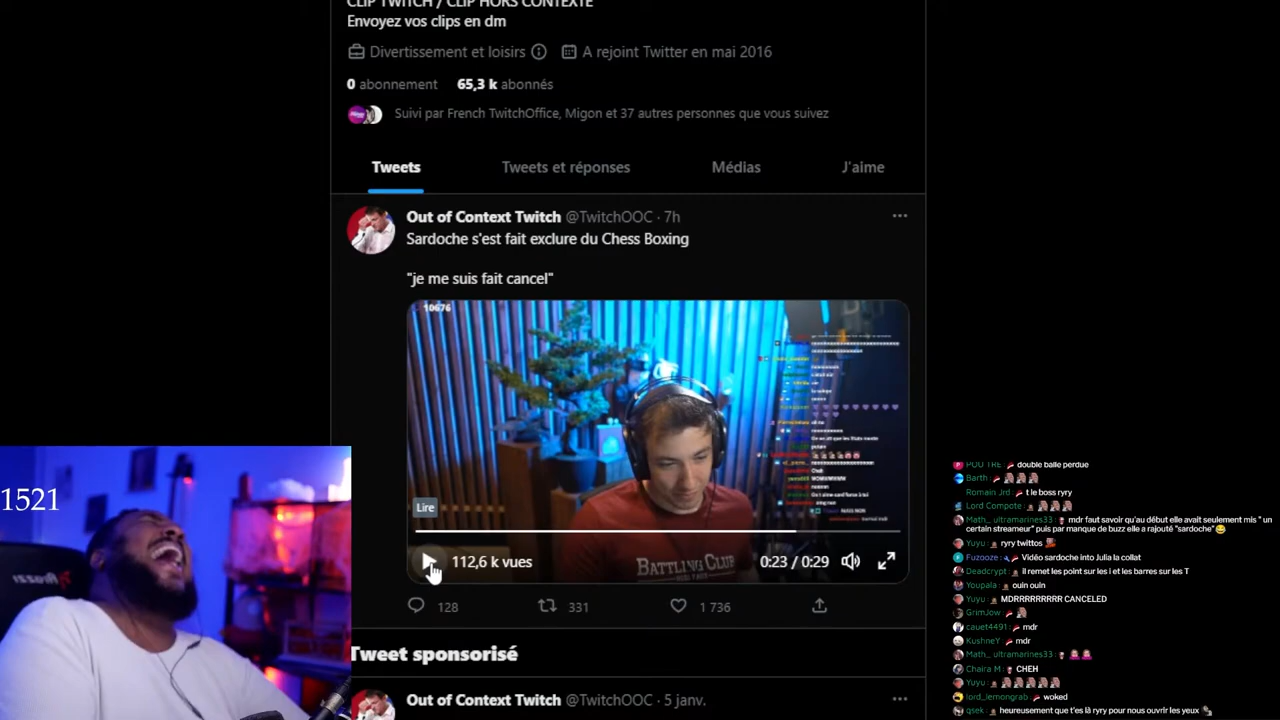 CLIP TWITCH / CLIP HORS CONTEXTE
Envoyez vos clips en dm
Divertissement et loisirs
A rejoint Twitter en mai 2016
0 abonnement 65,3 k abonnés
Suivi par French TwitchOffice, Migon et 37 autres personnes que vous suivez
Tweets Tweets et réponses Médias J'aime
Out of Context Twitch @TwitchOOC · 7h
Sardoche s'est fait exclure du Chess Boxing
"je me suis fait cancel"
10676
Lire
BATTLING CLUB
112,6 k vues
0:23 / 0:29
128 331 1 736
Tweet sponsorisé
Out of Context Twitch @TwitchOOC · 5 janv.
1521
POU TRE : double balle perdue
Barth :
Romain Jrd : t le boss ryry
Lord Compote :
Math_ultramarines33 : mdr faut savoir qu'au début elle avait seulement mis " un
certain streameur" puis par manque de buzz elle a rajouté "sardoche"
Yuyu : ryry twittos
Fuzooze : Vidéo sardoche into Julia la collat
Deadcrypt : il remet les point sur les i et les barres sur les T
Youpala : ouin ouin
Yuyu : MDRRRRRRRRR CANCELED
GrimJow :
cauet4491 : mdr
KushneY : mdr
Math_ultramarines33 :
Chaira M : CHEH
Yuyu :
lord_lemongrab : woked
qsek : heureusement que t'es là ryry pour nous ouvrir les yeux